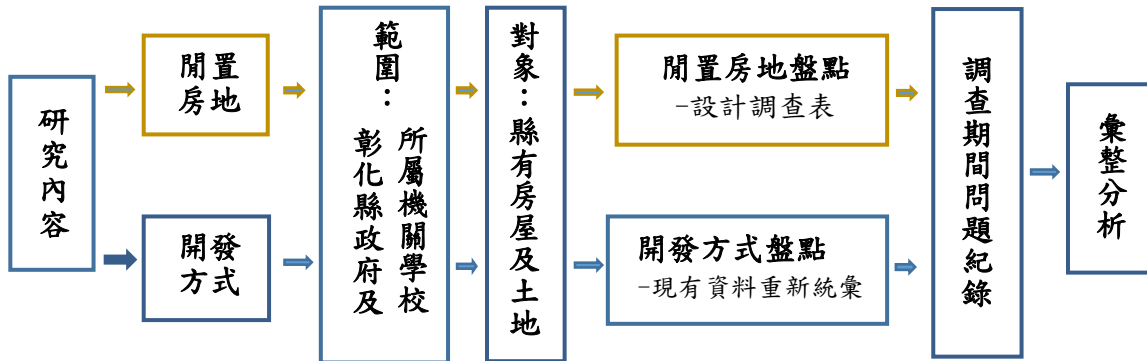 研究內容
閒置
房地
開發
方式
範圍：
彰化縣政府及
所屬機關學校
對象：縣有房屋及土地
閒置房地盤點
-設計調查表
開發方式盤點
-現有資料重新統彙
調查期間問題紀錄
彙整分析